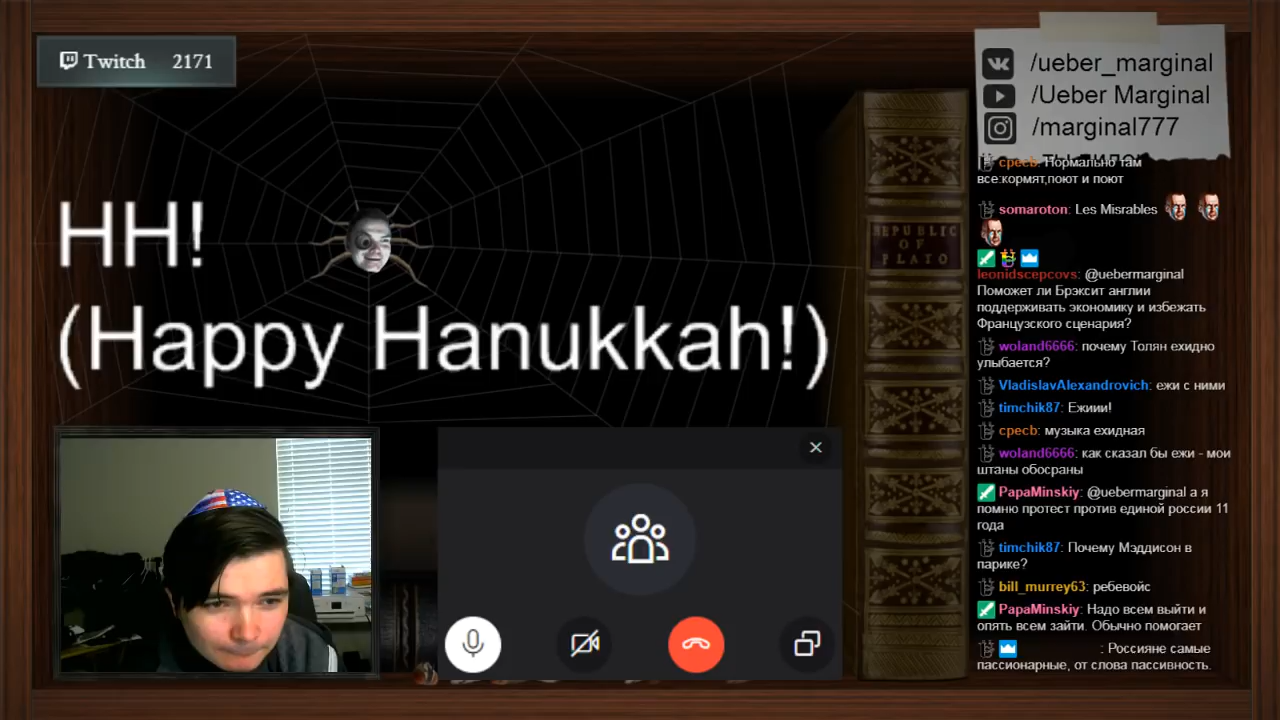 Twitch 2171
HH!
(Happy Hanukkah!)
REPUBLIC
OF
PLATO
/ueber_marginal
/Ueber Marginal
/marginal777
cpecb: Нормально там
все:кормят,поют и поют
somaroton: Les Misrables
leonidscepcovs: @uebermarginal
Поможет ли Брэксит англии
поддерживать экономику и избежать
Французского сценария?
woland6666: почему Толян ехидно
улыбается?
VladislavAlexandrovich: ежи с ними
timchik87: Ежиии!
cpecb: музыка ехидная
woland6666: как сказал бы ежи - мои
штаны обосраны
PapaMinskiy: @uebermarginal а я
помню протест против единой россии 11
года
timchik87: Почему Мэддисон в
парике?
bill_murrey63: ребевойс
PapaMinskiy: Надо всем выйти и
опять всем зайти. Обычно помогает
: Россияне самые
пассионарные, от слова пассивность.